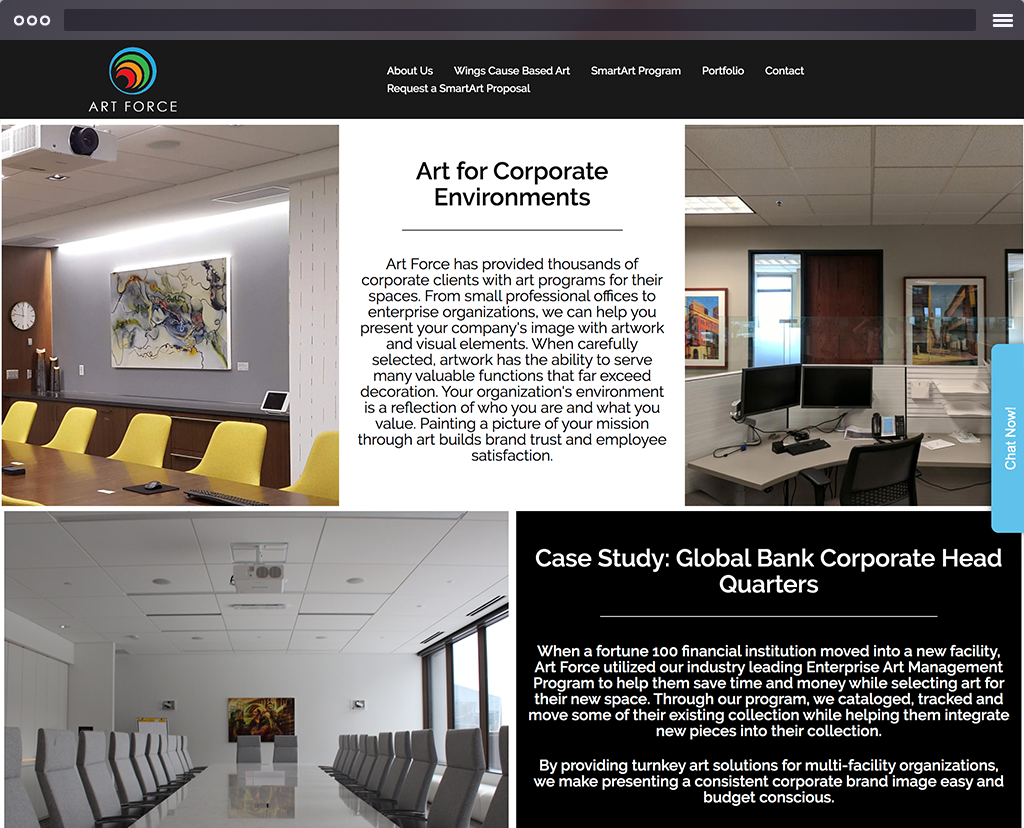 About Us Wings Cause Based Art SmartArt Program Portfolio Contact
Request a SmartArt Proposal
ART FORCE
Art for Corporate
Environments
Art Force has provided thousands of
corporate clients with art programs for their
spaces. From small professional offices to
enterprise organizations, we can help you
present your company's image with artwork
and visual elements. When carefully
selected, artwork has the ability to serve
many valuable functions that far exceed
decoration. Your organization's environment
is a reflection of who you are and what you
value. Painting a picture of your mission
through art builds brand trust and employee
satisfaction.
Chat Now!
Case Study: Global Bank Corporate Head
Quarters
When a fortune 100 financial institution moved into a new facility,
Art Force utilized our industry leading Enterprise Art Management
Program to help them save time and money while selecting art for
their new space. Through our program, we cataloged, tracked and
move some of their existing collection while helping them integrate
new pieces into their collection.
By providing turnkey art solutions for multi-facility organizations,
we make presenting a consistent corporate brand image easy and
budget conscious.